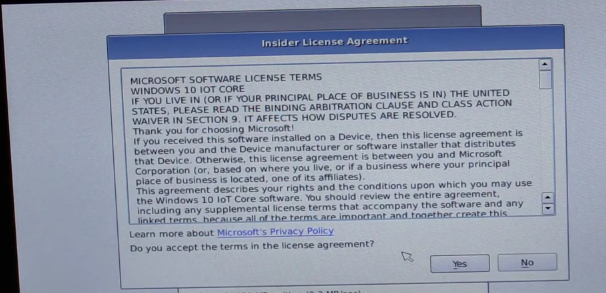 Insider License Agreement
MICROSOFT SOFTWARE LICENSE TERMS
WINDOWS 10 IOT CORE
IF YOU LIVE IN (OR IF YOUR PRINCIPAL PLACE OF BUSINESS IS IN) THE UNITED
STATES, PLEASE READ THE BINDING ARBITRATION CLAUSE AND CLASS ACTION
WAIVER IN SECTION 9. IT AFFECTS HOW DISPUTES ARE RESOLVED.
Thank you for choosing Microsoft!
If you received this software installed on a Device, then this license agreement is
between you and the Device manufacturer or software installer that distributes
that Device. Otherwise, this license agreement is between you and Microsoft
Corporation (or, based on where you live, or if a business where your principal
place of business is located, one of its affiliates).
This agreement describes your rights and the conditions upon which you may use
the Windows 10 IoT Core software. You should review the entire agreement,
including any supplemental license terms that accompany the software and any
linked terms, because all of the terms are important and together create this
Learn more about Microsoft's Privacy Policy
Do you accept the terms in the license agreement?
Yes
No